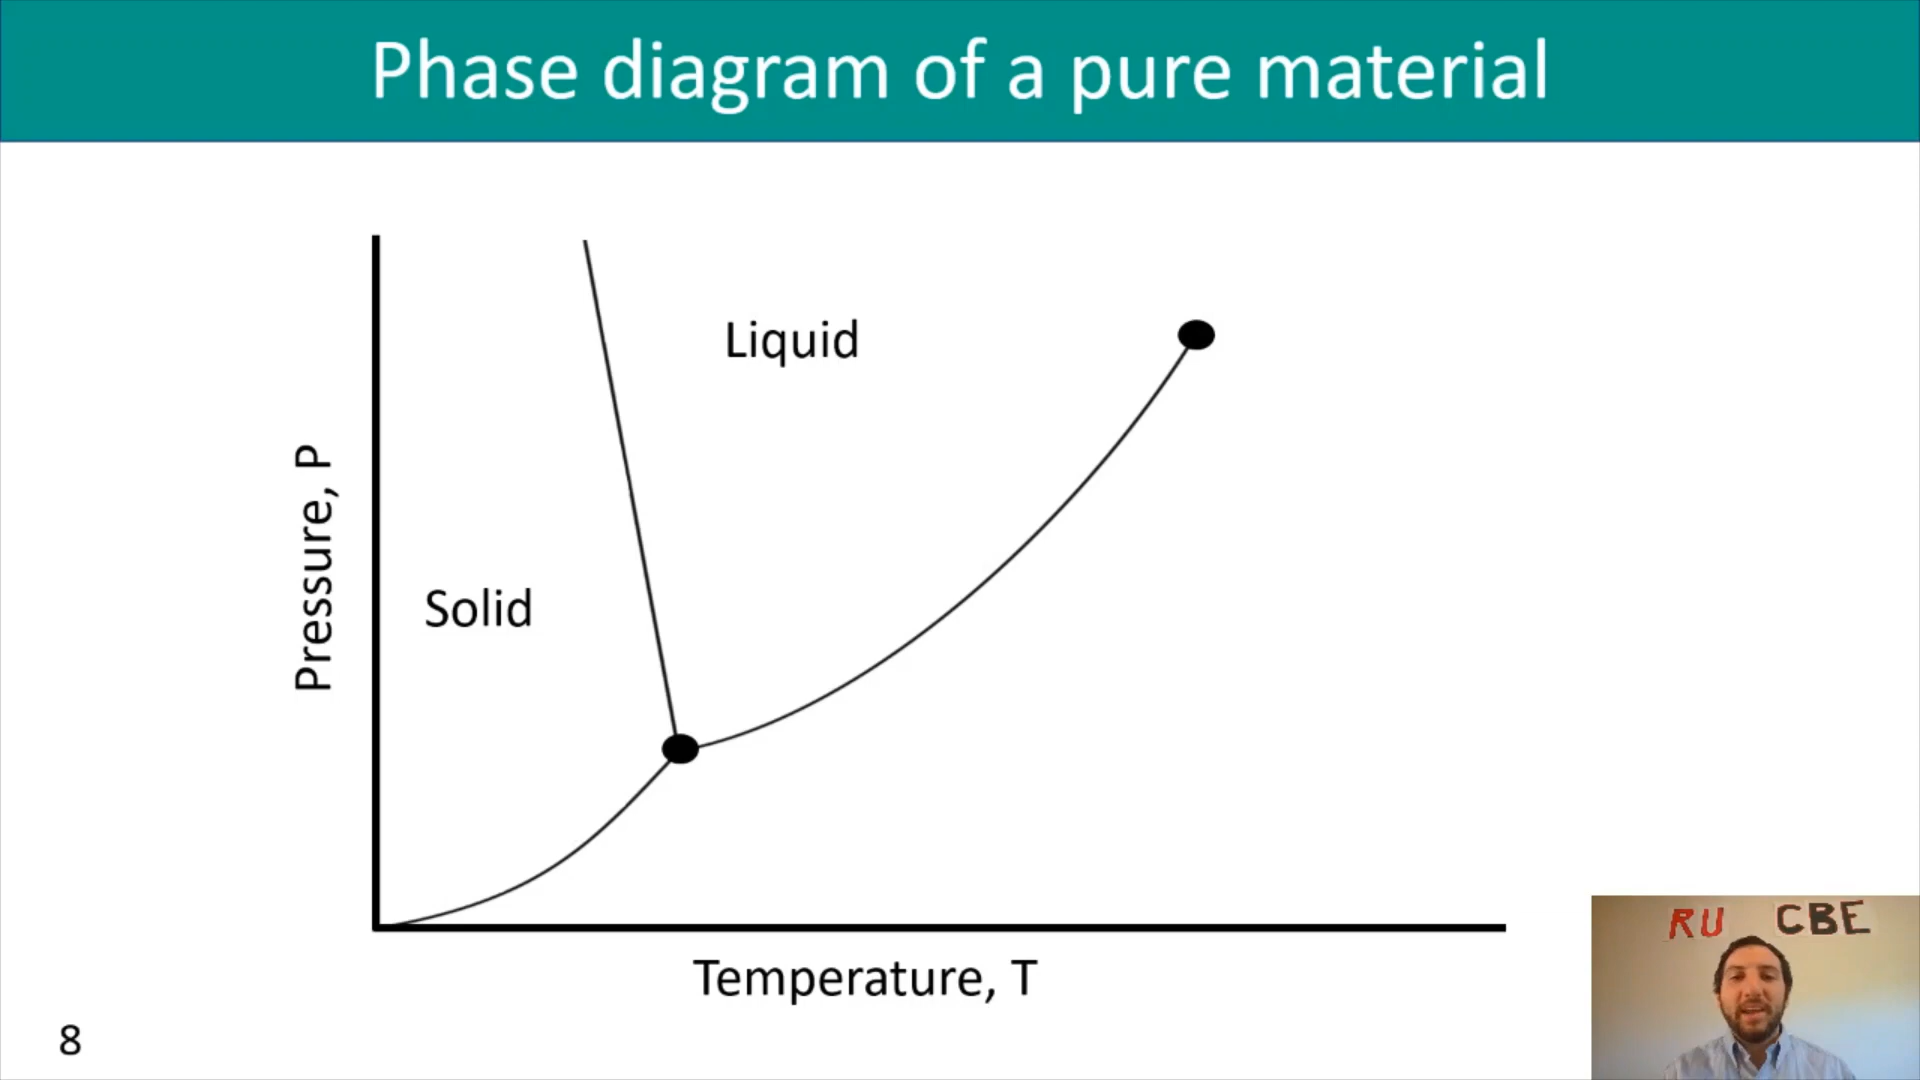 Phase diagram of a pure material
Liquid
Solid
Pressure, P
Temperature, T
8
RU CBE